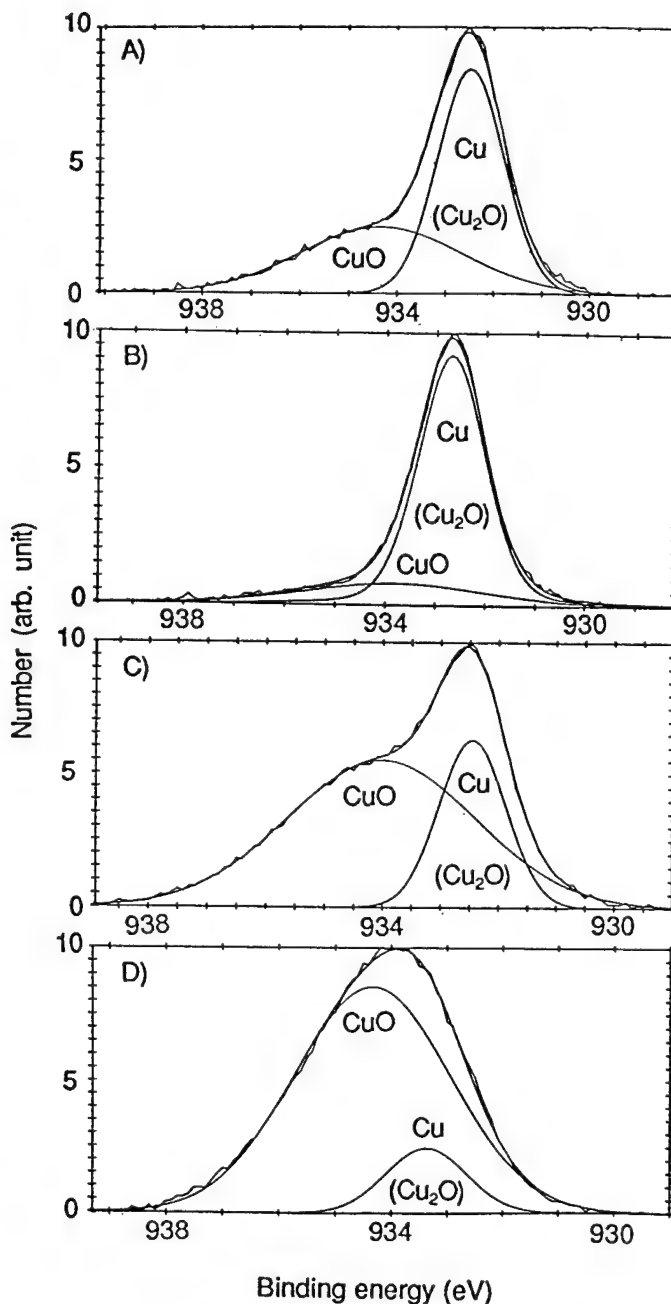 10
A)
5
Cu
(Cu₂O)
CuO
0
938
934
930
10
B)
5
Cu
(Cu₂O)
CuO
0
938
934
930
Number (arb. unit)
10
C)
5
CuO
Cu
(Cu₂O)
0
938
934
930
10
D)
CuO
5
Cu
(Cu₂O)
0
938
934
930
Binding energy (eV)